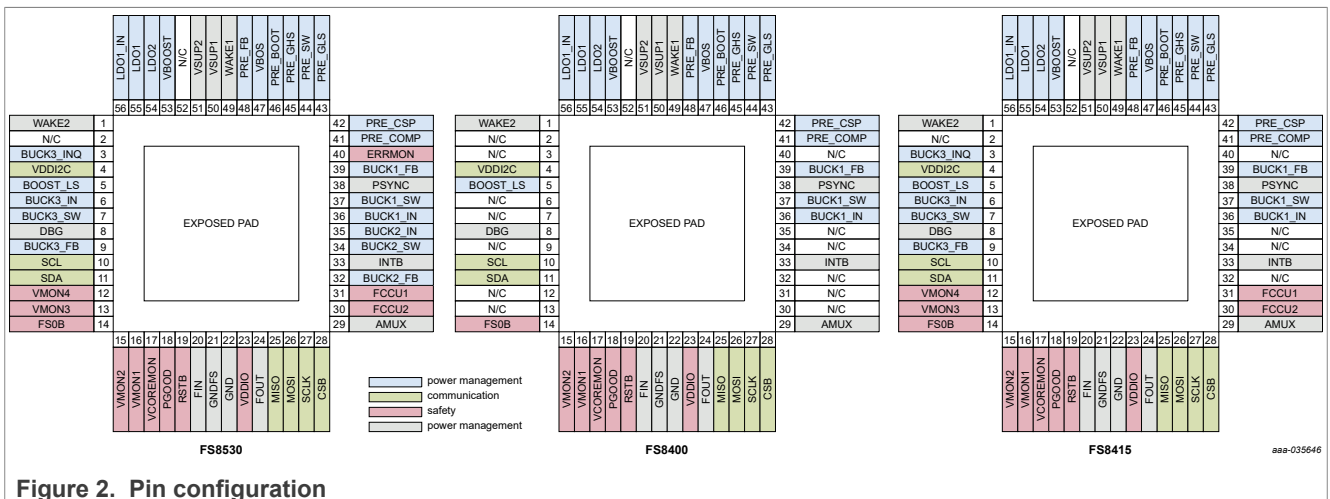 LDO1_IN LDO1 LDO2 VBOOST N/C VSUP2 VSUP1 WAKE1 PRE_FB VBOS PRE_BOOT PRE_GHS PRE_SW PRE_GLS
56 55 54 53 52 51 50 49 48 47 46 45 44 43
WAKE2 1
N/C 2
BUCK3_INQ 3
VDDI2C 4
BOOST_LS 5
BUCK3_IN 6
BUCK3_SW 7
DBG 8
BUCK3_FB 9
SCL 10
SDA 11
VMON4 12
VMON3 13
FS0B 14
EXPOSED PAD
42 PRE_CSP
41 PRE_COMP
40 ERRMON
39 BUCK1_FB
38 PSYNC
37 BUCK1_SW
36 BUCK1_IN
35 BUCK2_IN
34 BUCK2_SW
33 INTB
32 BUCK2_FB
31 FCCU1
30 FCCU2
29 AMUX
15 16 17 18 19 20 21 22 23 24 25 26 27 28
VMON2 VMON1 VCOREMON PGOOD RSTB FIN GNDFS GND VDDIO FOUT MISO MOSI SCLK CSB
FS8530
LDO1_IN LDO1 LDO2 VBOOST N/C VSUP2 VSUP1 WAKE1 PRE_FB VBOS PRE_BOOT PRE_GHS PRE_SW PRE_GLS
56 55 54 53 52 51 50 49 48 47 46 45 44 43
WAKE2 1
N/C 2
N/C 3
VDDI2C 4
BOOST_LS 5
N/C 6
N/C 7
DBG 8
N/C 9
SCL 10
SDA 11
N/C 12
N/C 13
FS0B 14
EXPOSED PAD
42 PRE_CSP
41 PRE_COMP
40 N/C
39 BUCK1_FB
38 PSYNC
37 BUCK1_SW
36 BUCK1_IN
35 N/C
34 N/C
33 INTB
32 N/C
31 N/C
30 N/C
29 AMUX
15 16 17 18 19 20 21 22 23 24 25 26 27 28
VMON2 VMON1 VCOREMON PGOOD RSTB FIN GNDFS GND VDDIO FOUT MISO MOSI SCLK CSB
FS8400
power management
communication
safety
power management
LDO1_IN LDO1 LDO2 VBOOST N/C VSUP2 VSUP1 WAKE1 PRE_FB VBOS PRE_BOOT PRE_GHS PRE_SW PRE_GLS
56 55 54 53 52 51 50 49 48 47 46 45 44 43
WAKE2 1
N/C 2
BUCK3_INQ 3
VDDI2C 4
BOOST_LS 5
BUCK3_IN 6
BUCK3_SW 7
DBG 8
BUCK3_FB 9
SCL 10
SDA 11
VMON4 12
VMON3 13
FS0B 14
EXPOSED PAD
42 PRE_CSP
41 PRE_COMP
40 N/C
39 BUCK1_FB
38 PSYNC
37 BUCK1_SW
36 BUCK1_IN
35 N/C
34 N/C
33 INTB
32 N/C
31 FCCU1
30 FCCU2
29 AMUX
15 16 17 18 19 20 21 22 23 24 25 26 27 28
VMON2 VMON1 VCOREMON PGOOD RSTB FIN GNDFS GND VDDIO FOUT MISO MOSI SCLK CSB
FS8415
aaa-035646
Figure 2. Pin configuration